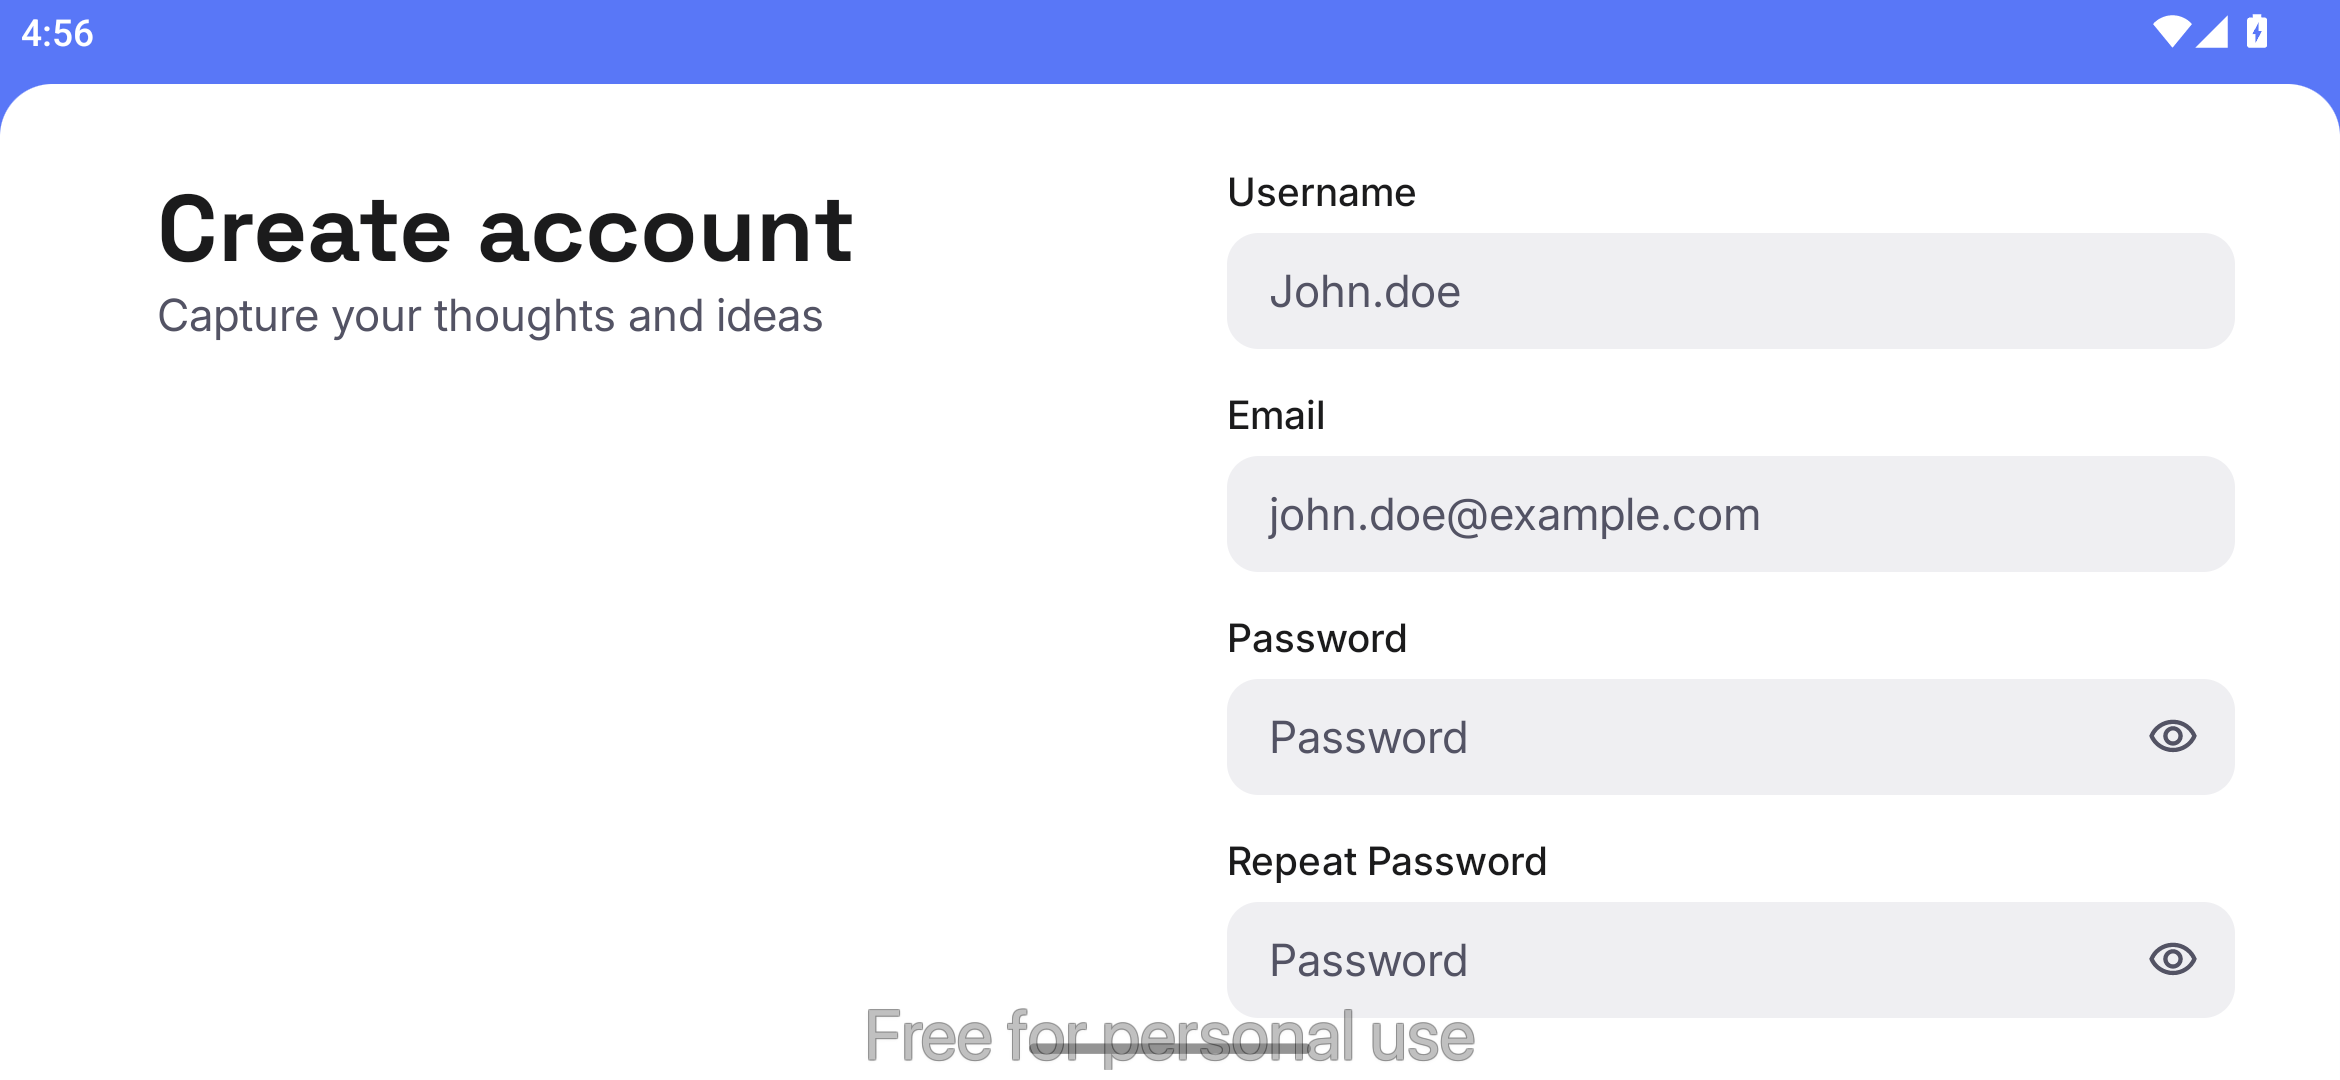 4:56
Create account
Capture your thoughts and ideas
Username
John.doe
Email
john.doe@example.com
Password
Password
Repeat Password
Password
Free for personal use